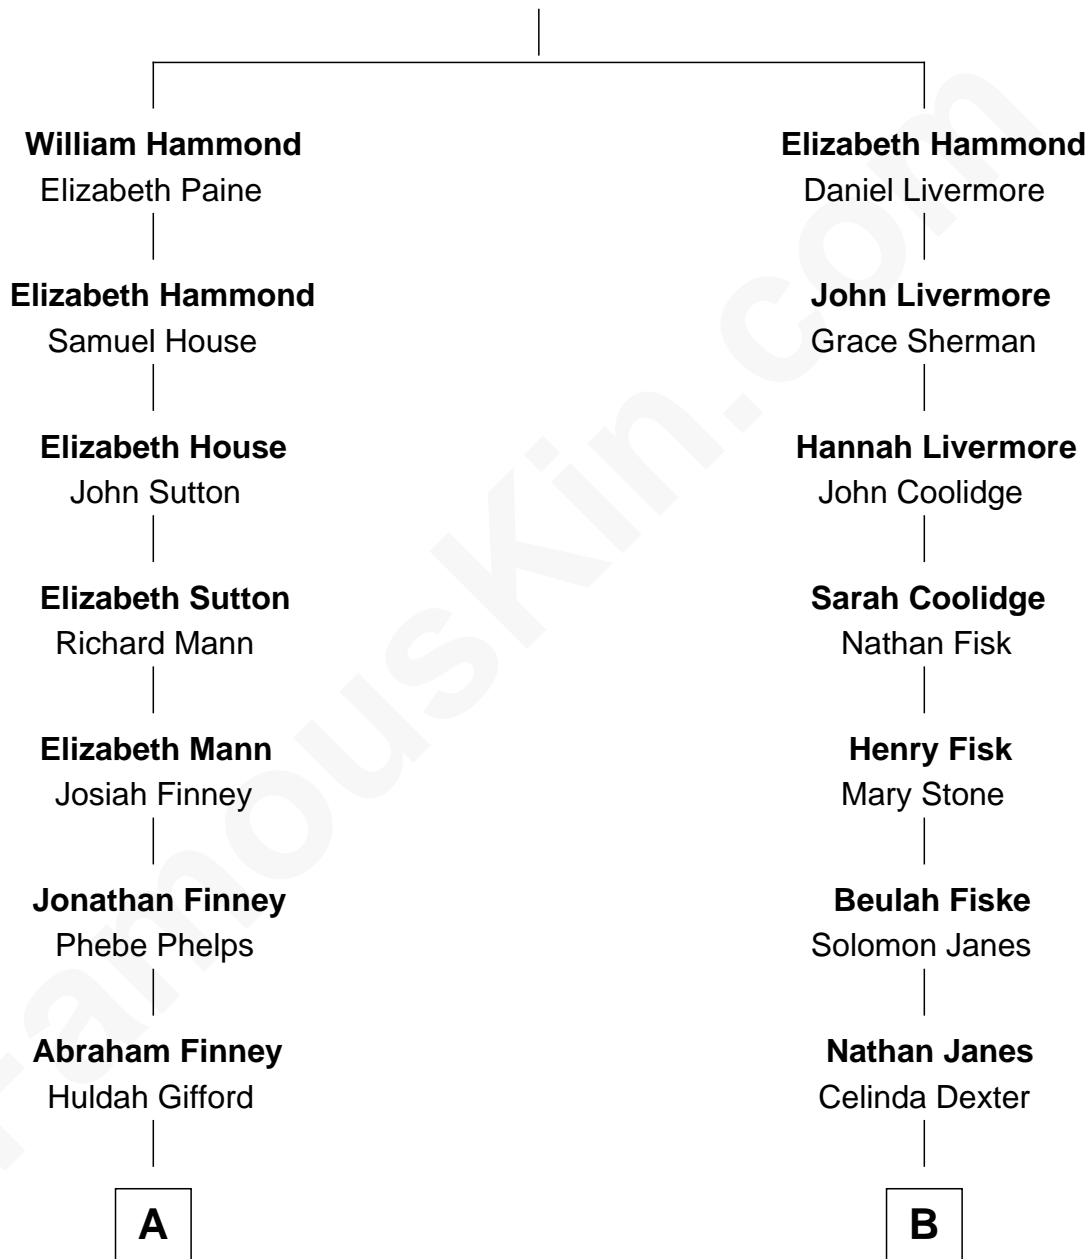 William Hammond
Elizabeth Paine
Elizabeth Hammond
Samuel House
Elizabeth House
John Sutton
Elizabeth Sutton
Richard Mann
Elizabeth Mann
Josiah Finney
Jonathan Finney
Phebe Phelps
Abraham Finney
Huldah Gifford
A
Elizabeth Hammond
Daniel Livermore
John Livermore
Grace Sherman
Hannah Livermore
John Coolidge
Sarah Coolidge
Nathan Fisk
Henry Fisk
Mary Stone
Beulah Fiske
Solomon Janes
Nathan Janes
Celinda Dexter
B
FamousKin.com